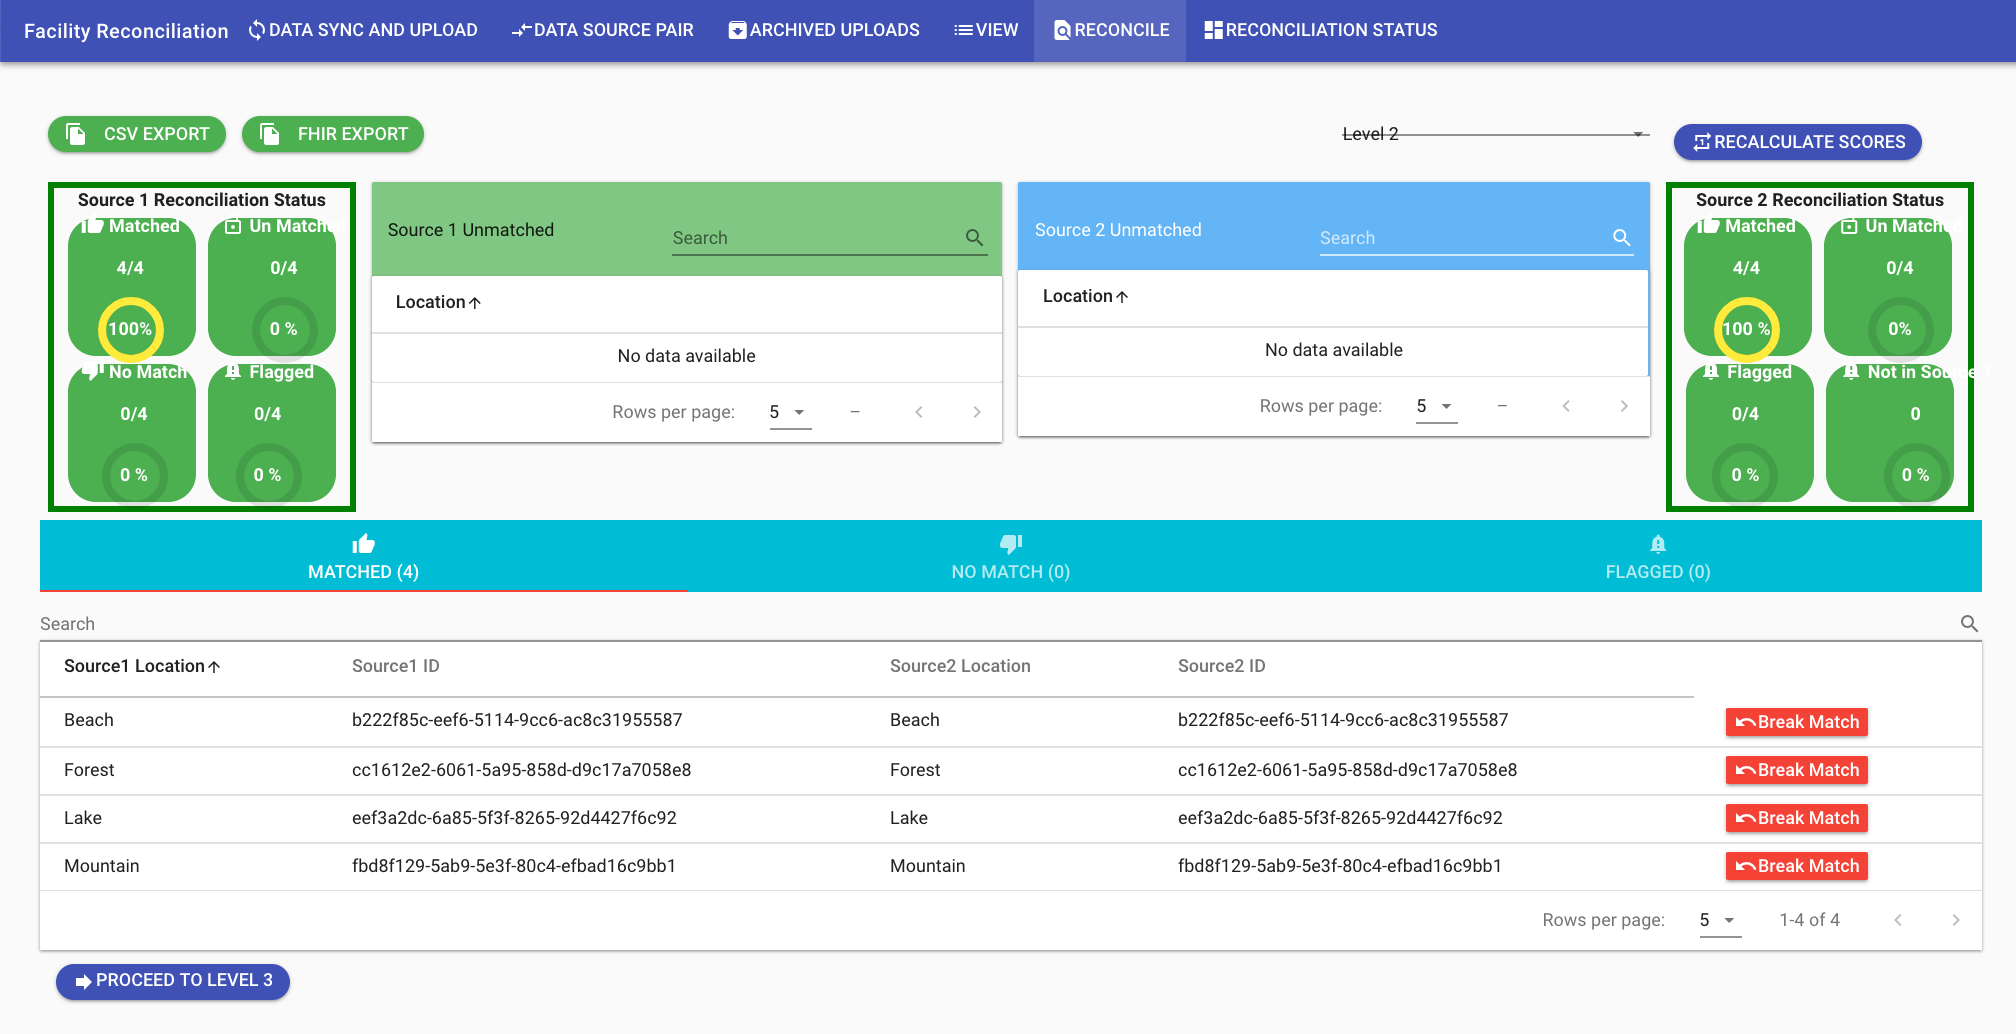 Facility Reconciliation DATA SYNC AND UPLOAD DATA SOURCE PAIR ARCHIVED UPLOADS VIEW RECONCILE RECONCILIATION STATUS
CSV EXPORT FHIR EXPORT Level 2 RECALCULATE SCORES
Source 1 Reconciliation Status
Matched Un Matched
4/4 0/4
100% 0 %
No Match Flagged
0/4 0/4
0 % 0 %
Source 1 Unmatched Search
Location
No data available
Rows per page: 5 –
Source 2 Unmatched Search
Location
No data available
Rows per page: 5 –
Source 2 Reconciliation Status
Matched Un Matched
4/4 0/4
100 % 0%
Flagged Not in Source 1
0/4 0
0 % 0 %
MATCHED (4) NO MATCH (0) FLAGGED (0)
Search
Source1 Location Source1 ID Source2 Location Source2 ID
Beach b222f85c-eef6-5114-9cc6-ac8c31955587 Beach b222f85c-eef6-5114-9cc6-ac8c31955587 Break Match
Forest cc1612e2-6061-5a95-858d-d9c17a7058e8 Forest cc1612e2-6061-5a95-858d-d9c17a7058e8 Break Match
Lake eef3a2dc-6a85-5f3f-8265-92d4427f6c92 Lake eef3a2dc-6a85-5f3f-8265-92d4427f6c92 Break Match
Mountain fbd8f129-5ab9-5e3f-80c4-efbad16c9bb1 Mountain fbd8f129-5ab9-5e3f-80c4-efbad16c9bb1 Break Match
Rows per page: 5 1-4 of 4
PROCEED TO LEVEL 3